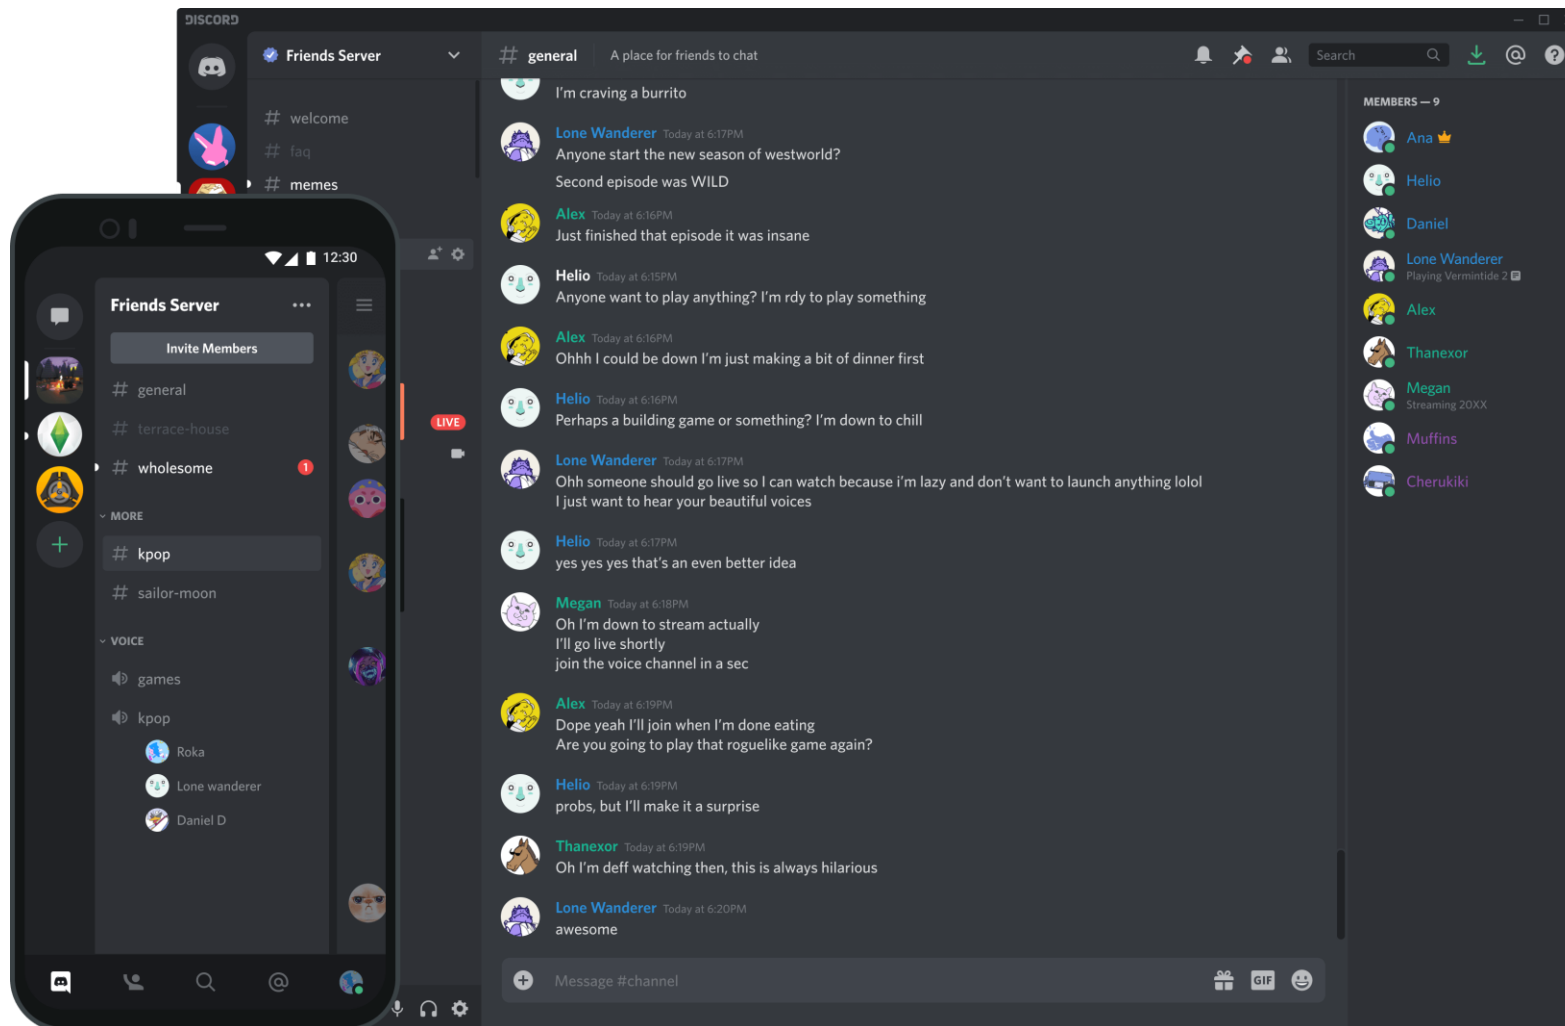 DISCORD
Friends Server
# general
A place for friends to chat
Search
# welcome
# faq
# memes
LIVE
I'm craving a burrito
Lone Wanderer Today at 6:17PM
Anyone start the new season of westworld?
Second episode was WILD
Alex Today at 6:16PM
Just finished that episode it was insane
Helio Today at 6:15PM
Anyone want to play anything? I'm rdy to play something
Alex Today at 6:16PM
Ohhh I could be down I'm just making a bit of dinner first
Helio Today at 6:16PM
Perhaps a building game or something? I'm down to chill
Lone Wanderer Today at 6:17PM
Ohh someone should go live so I can watch because i'm lazy and don't want to launch anything lolol
I just want to hear your beautiful voices
Helio Today at 6:17PM
yes yes yes that's an even better idea
Megan Today at 6:18PM
Oh I'm down to stream actually
I'll go live shortly
join the voice channel in a sec
Alex Today at 6:19PM
Dope yeah I'll join when I'm done eating
Are you going to play that roguelike game again?
Helio Today at 6:19PM
probs, but I'll make it a surprise
Thanexor Today at 6:19PM
Oh I'm deff watching then, this is always hilarious
Lone Wanderer Today at 6:20PM
awesome
Message #channel
GIF
MEMBERS — 9
Ana
Helio
Daniel
Lone Wanderer
Playing Vermintide 2
Alex
Thanexor
Megan
Streaming 20XX
Muffins
Cherukiki
12:30
Friends Server
Invite Members
# general
# terrace-house
# wholesome 1
MORE
# kpop
# sailor-moon
VOICE
games
kpop
Roka
Lone wanderer
Daniel D